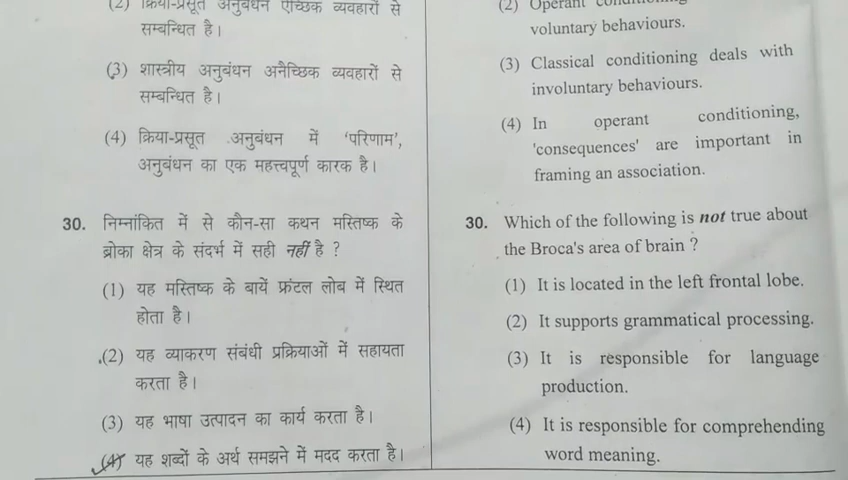 (2) क्रिया-प्रसूत अनुबंधन ऐच्छिक व्यवहारों से
सम्बन्धित है।
(3) शास्त्रीय अनुबंधन अनैच्छिक व्यवहारों से
सम्बन्धित है।
(4) क्रिया-प्रसूत अनुबंधन में 'परिणाम',
अनुबंधन का एक महत्त्वपूर्ण कारक है।
30. निम्नांकित में से कौन-सा कथन मस्तिष्क के
ब्रोका क्षेत्र के संदर्भ में सही नहीं है ?
(1) यह मस्तिष्क के बायें फ्रंटल लोब में स्थित
होता है।
(2) यह व्याकरण संबंधी प्रक्रियाओं में सहायता
करता है।
(3) यह भाषा उत्पादन का कार्य करता है।
(4) यह शब्दों के अर्थ समझने में मदद करता है।
(2) Operant
voluntary behaviours.
(3) Classical conditioning deals with
involuntary behaviours.
(4) In operant conditioning,
'consequences' are important in
framing an association.
30. Which of the following is not true about
the Broca's area of brain ?
(1) It is located in the left frontal lobe.
(2) It supports grammatical processing.
(3) It is responsible for language
production.
(4) It is responsible for comprehending
word meaning.